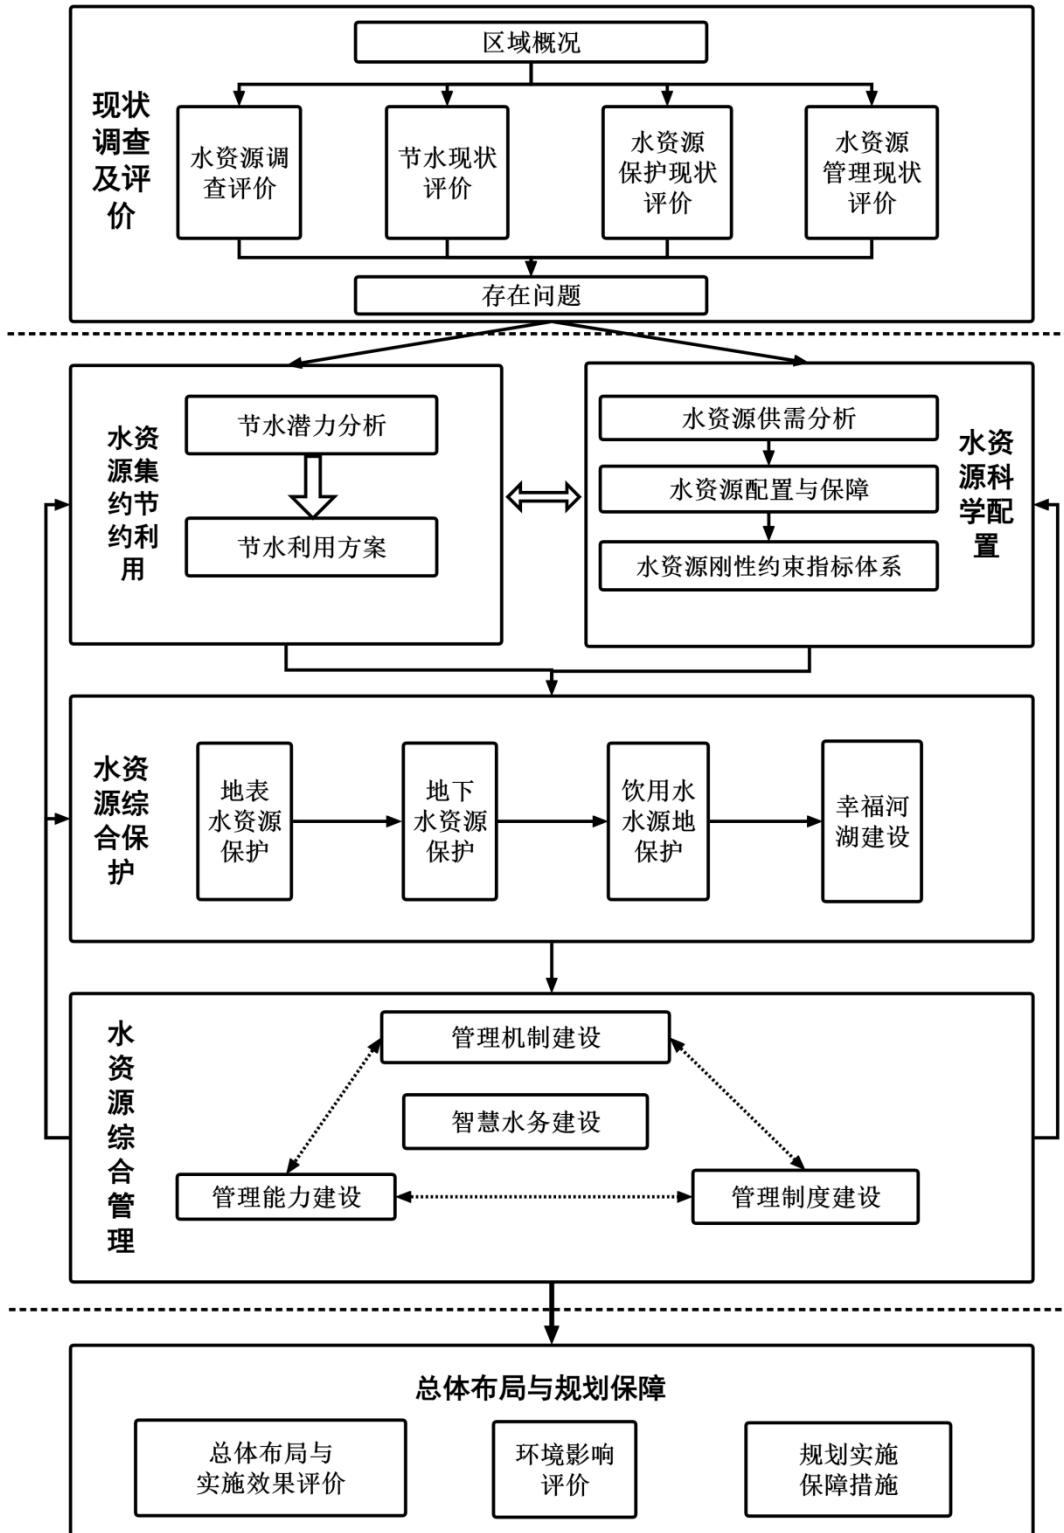 区域概况
现状
调查
及评
价
水资源调
查评价
节水现状
评价
水资源
保护现状
评价
水资源
管理现状
评价
存在问题
水资
源集
约节
约利
用
节水潜力分析
节水利用方案
水资源供需分析
水资源配置与保障
水资源刚性约束指标体系
水资
源科
学配
置
水资
源综
合保
护
地表
水资源
保护
地下
水资源
保护
饮用水
水源地
保护
幸福河
湖建设
水
资
源
综
合
管
理
管理机制建设
智慧水务建设
管理能力建设
管理制度建设
总体布局与规划保障
总体布局与
实施效果评价
环境影响
评价
规划实施
保障措施